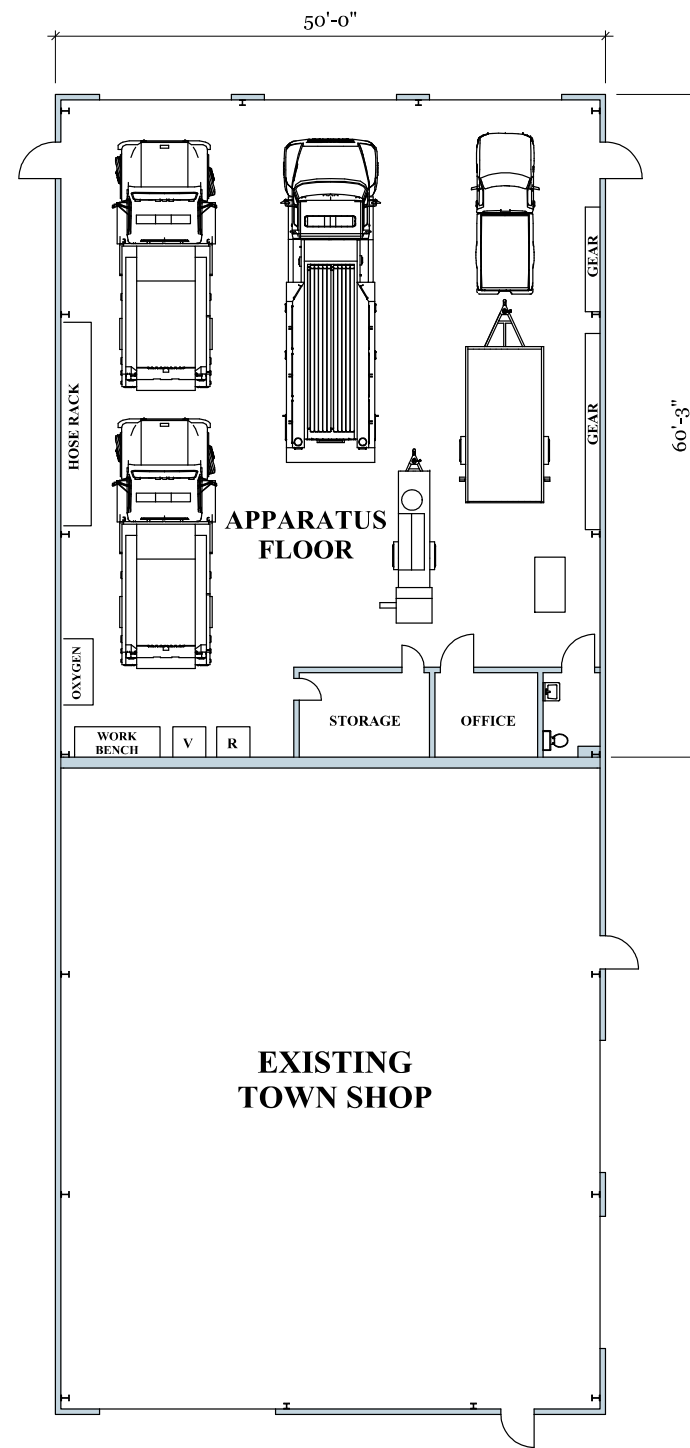 50'-0"
GEAR
60'-3"
HOSE RACK
GEAR
APPARATUS
FLOOR
OXYGEN
STORAGE
OFFICE
WORK
BENCH
V
R
EXISTING
TOWN SHOP